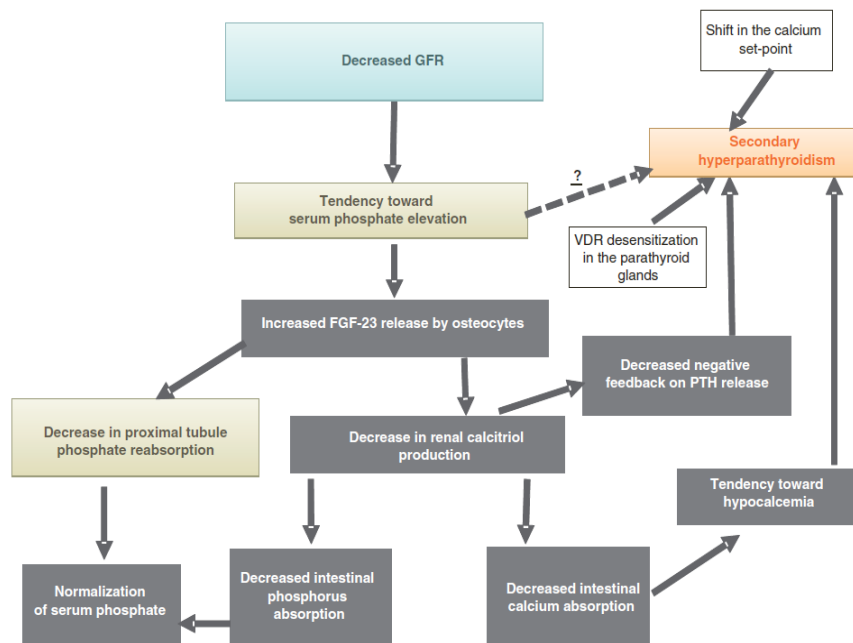 Shift in the calcium
set-point
Decreased GFR
Secondary
hyperparathyroidism
?
Tendency toward
serum phosphate elevation
VDR desensitization
in the parathyroid
glands
Increased FGF-23 release by osteocytes
Decreased negative
feedback on PTH release
Decrease in proximal tubule
phosphate reabsorption
Decrease in renal calcitriol
production
Tendency toward
hypocalcemia
Normalization
of serum phosphate
Decreased intestinal
phosphorus
absorption
Decreased intestinal
calcium absorption